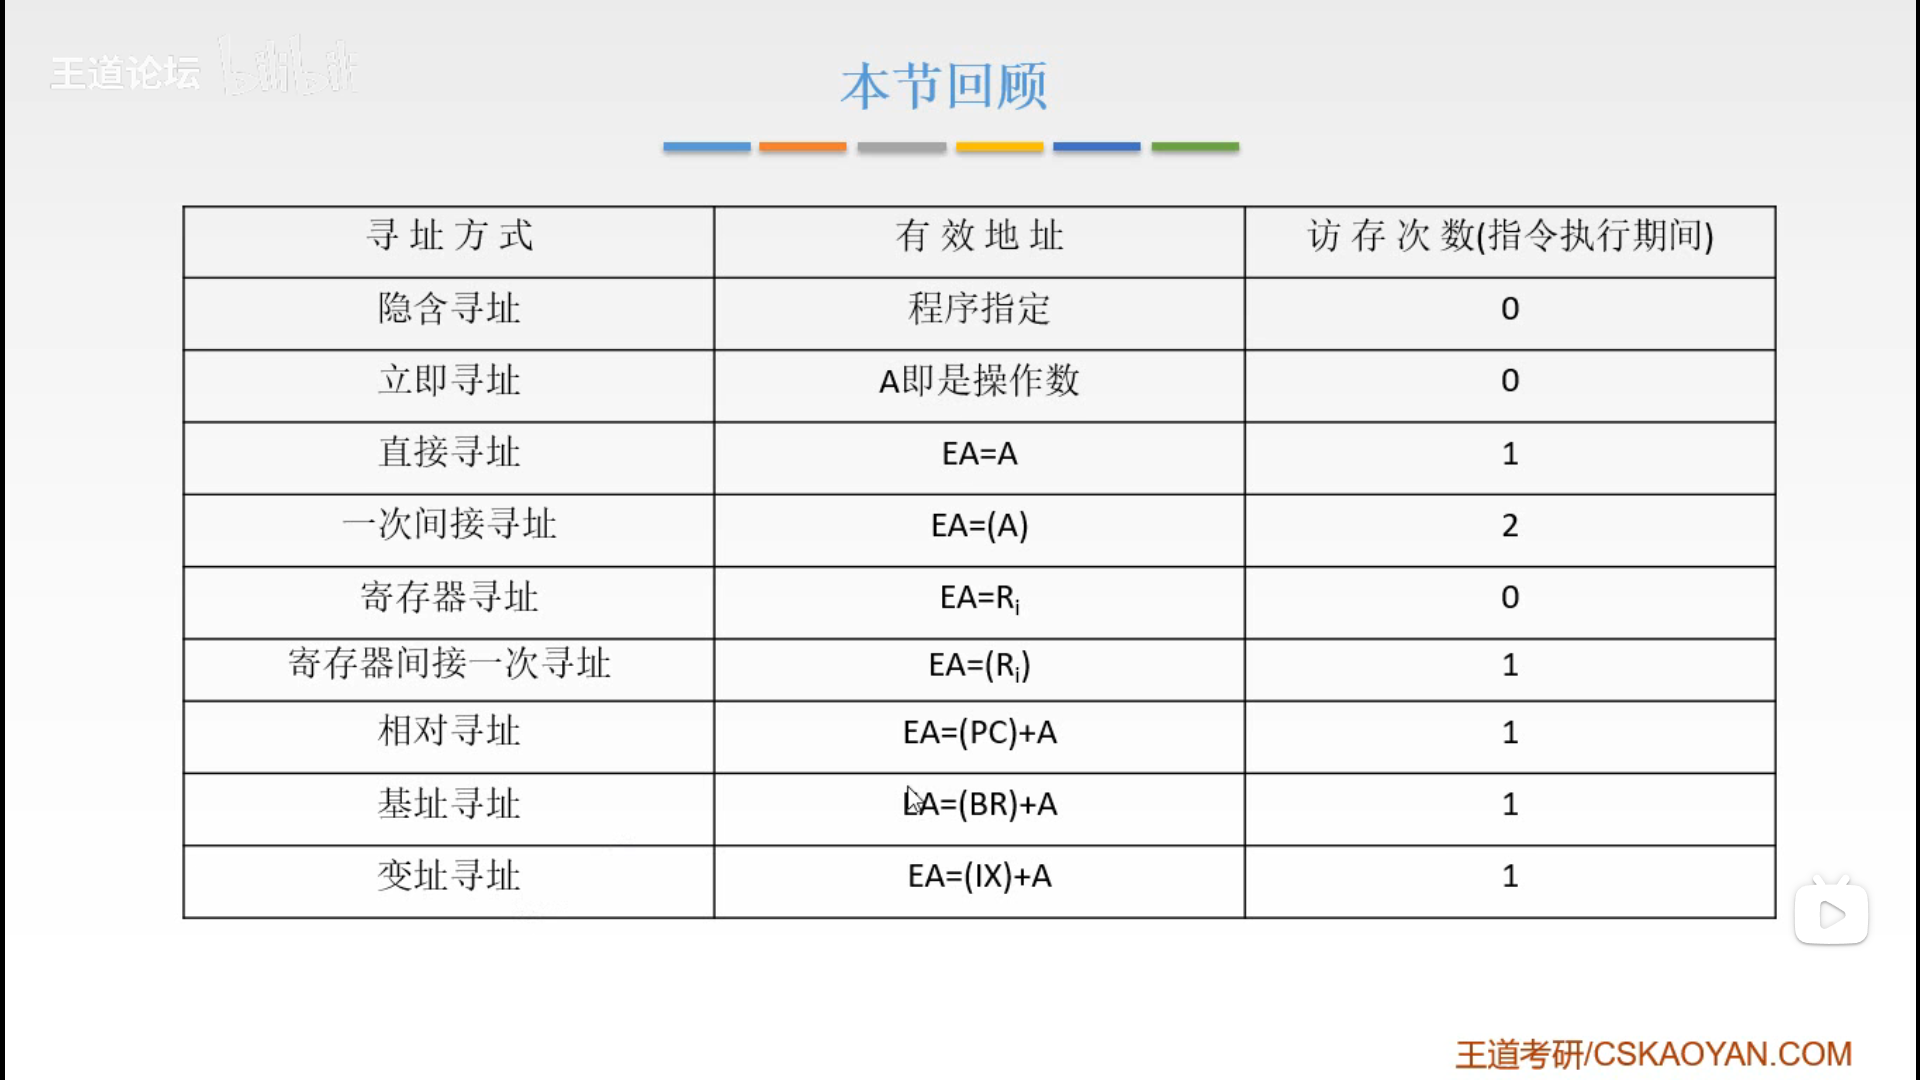 王道论坛 bilibili
本节回顾
寻址方式 有效地址 访存次数(指令执行期间)
隐含寻址 程序指定 0
立即寻址 A即是操作数 0
直接寻址 EA=A 1
一次间接寻址 EA=(A) 2
寄存器寻址 EA=Ri 0
寄存器间接一次寻址 EA=(Ri) 1
相对寻址 EA=(PC)+A 1
基址寻址 EA=(BR)+A 1
变址寻址 EA=(IX)+A 1
王道考研/CSKAOYAN.COM